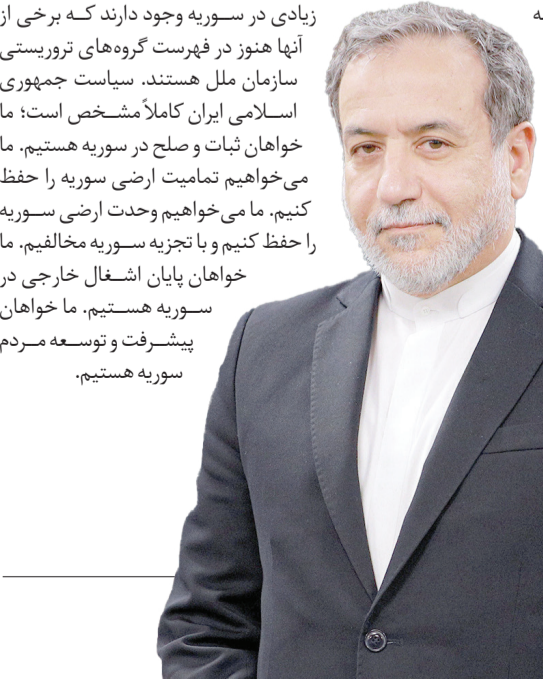 ه
زیادی در سوریه وجود دارند که برخی از
آنها هنوز در فهرست گروه‌های تروریستی
سازمان ملل هستند. سیاست جمهوری
اسلامی ایران کاملاً مشخص است؛ ما
خواهان ثبات و صلح در سوریه هستیم. ما
می‌خواهیم تمامیت ارضی سوریه را حفظ
کنیم. ما می‌خواهیم وحدت ارضی سوریه
را حفظ کنیم و با تجزیه سوریه مخالفیم. ما
خواهان پایان اشغال خارجی در
سوریه هستیم. ما خواهان
پیشرفت و توسعه مردم
سوریه هستیم.